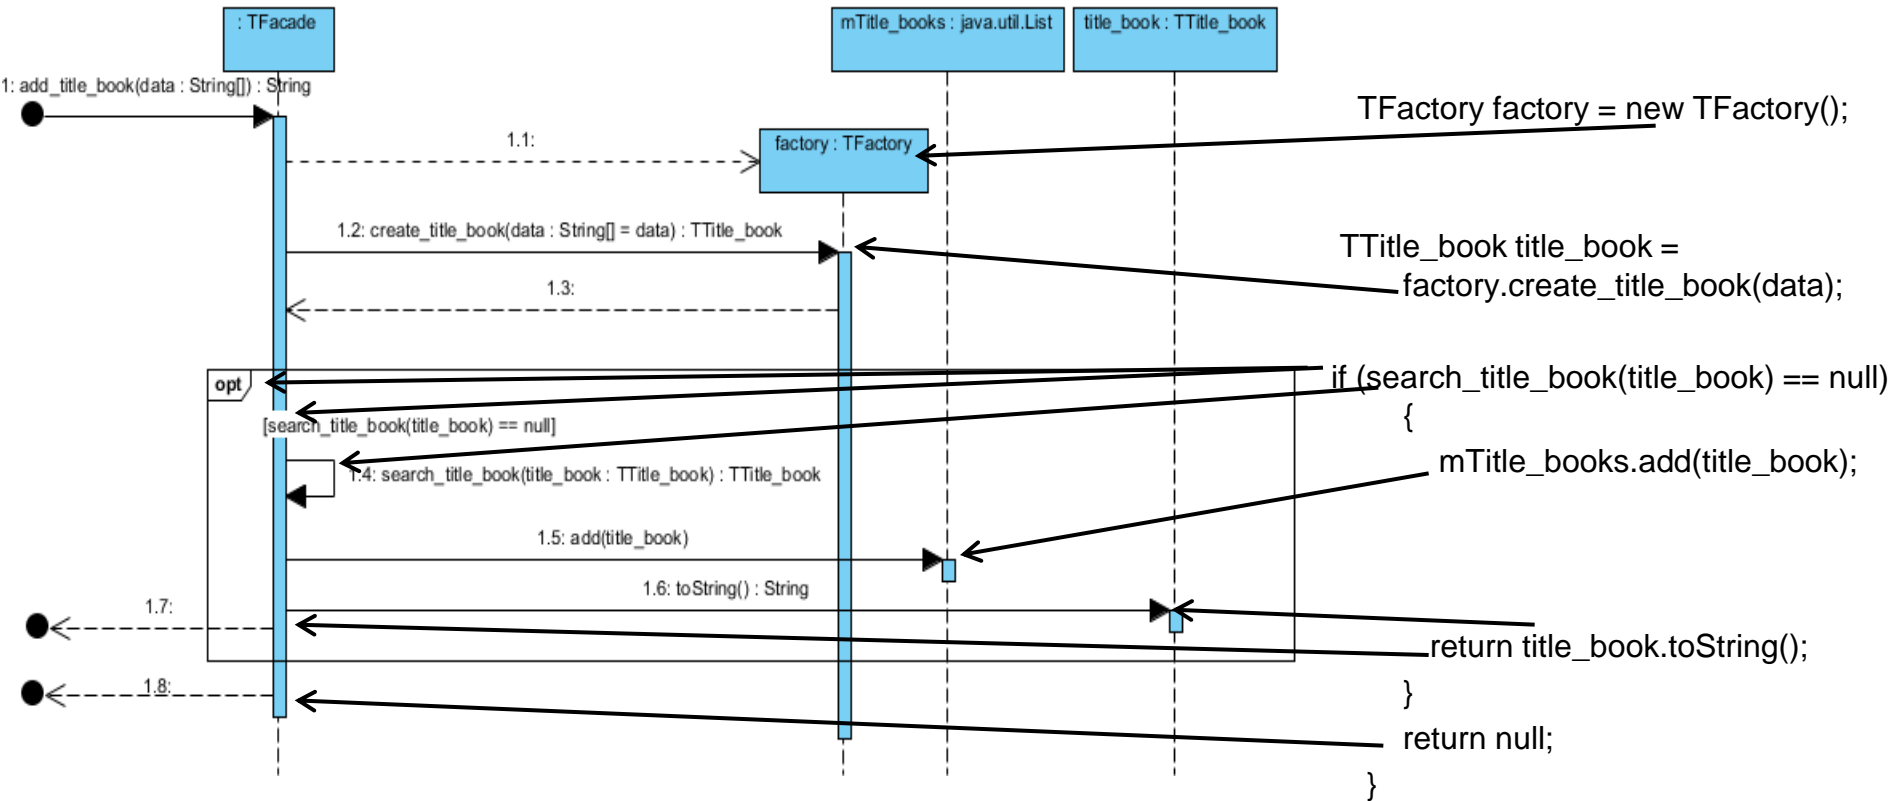 : TFacade
mTitle_books : java.util.List
title_book : TTitle_book
1: add_title_book(data : String[]) : String
TFactory factory = new TFactory();
1.1:
factory : TFactory
1.2: create_title_book(data : String[] = data) : TTitle_book
TTitle_book title_book =
factory.create_title_book(data);
1.3:
opt
if (search_title_book(title_book) == null)
{
[search_title_book(title_book) == null]
1.4: search_title_book(title_book : TTitle_book) : TTitle_book
mTitle_books.add(title_book);
1.5: add(title_book)
1.6: toString() : String
1.7:
return title_book.toString();
1.8:
}
return null;
}